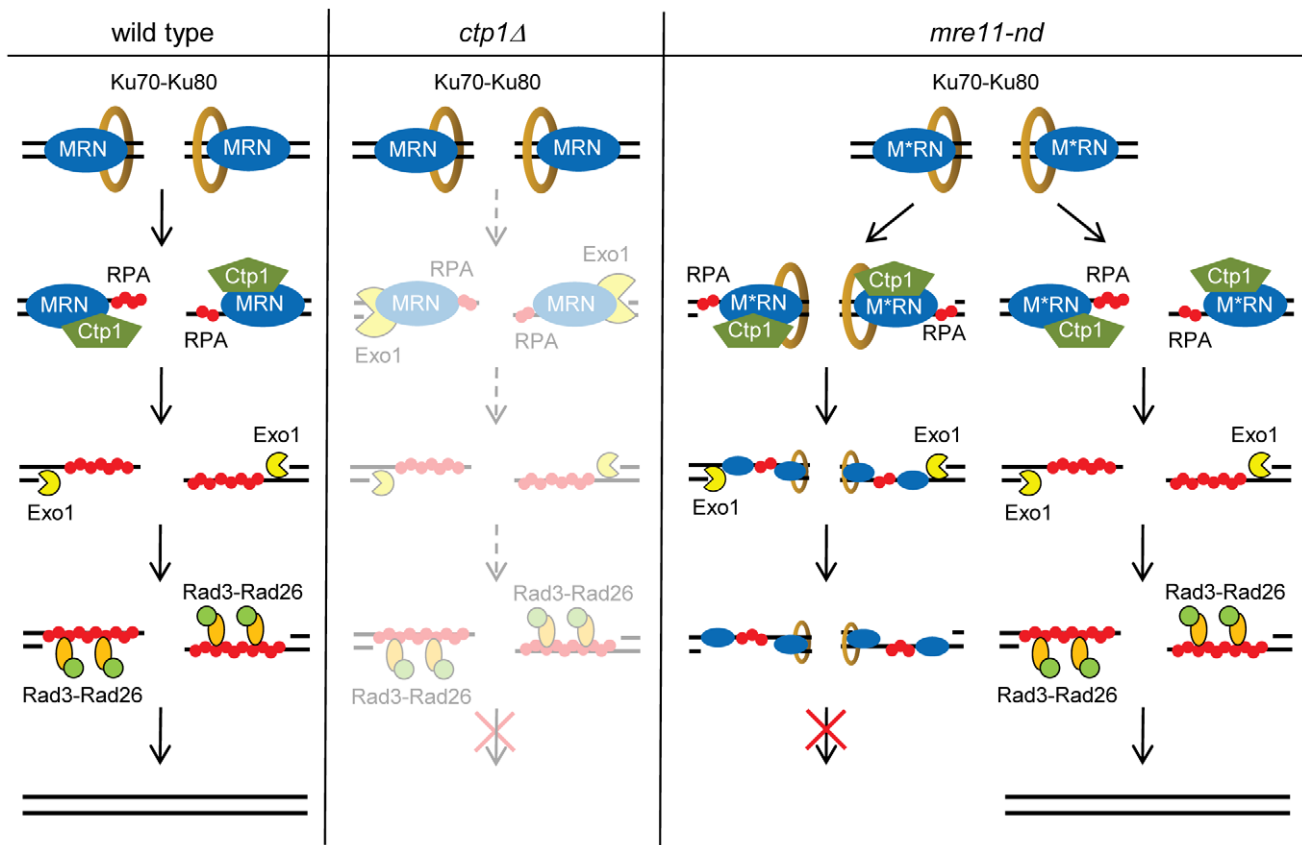 wild type
ctp1Δ
mre11-nd
Ku70-Ku80
Ku70-Ku80
Ku70-Ku80
MRN
MRN
MRN
MRN
M*RN
M*RN
RPA
Ctp1
MRN
MRN
Ctp1
RPA
Exo1
RPA
MRN
MRN
Exo1
RPA
RPA
Ctp1
M*RN
M*RN
Ctp1
RPA
RPA
Ctp1
M*RN
M*RN
Ctp1
RPA
Exo1
Exo1
Exo1
Exo1
Exo1
Exo1
Rad3-Rad26
Rad3-Rad26
Rad3-Rad26
Rad3-Rad26
Rad3-Rad26
Rad3-Rad26